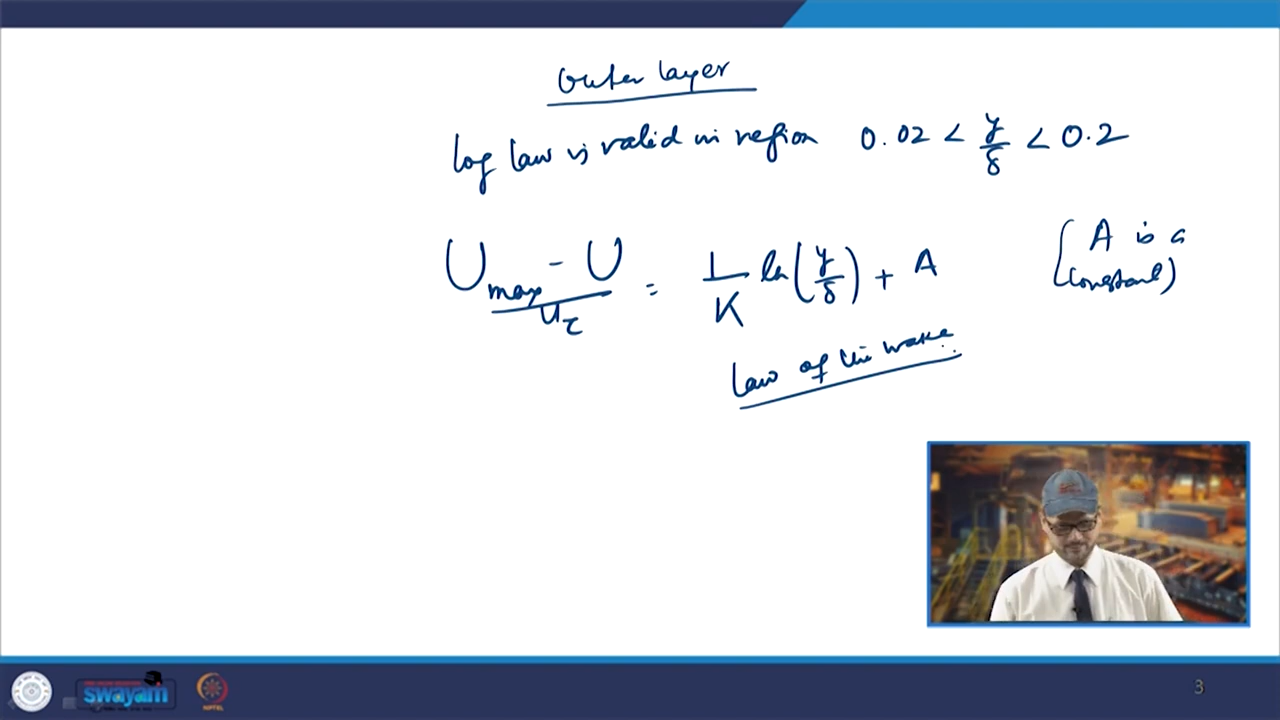 Outer layer
log law is valid in region 0.02 < y/δ < 0.2
(U_max - U)/u_τ = 1/K ln(y/δ) + A (A is a constant)
law of the wake
swayam
3